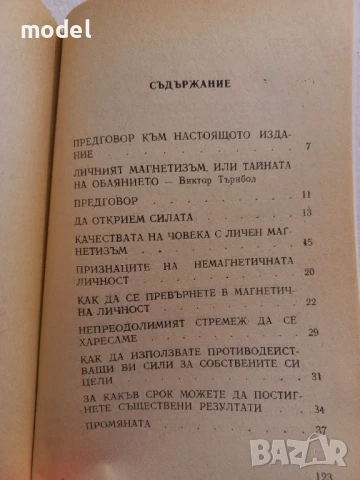 model
СЪДЪРЖАНИЕ
ПРЕДГОВОР КЪМ НАСТОЯЩОТО ИЗДА-
НИЕ 7
ЛИЧНИЯТ МАГНЕТИЗЪМ, ИЛИ ТАЙНАТА
НА ОБАЯНИЕТО — Виктор Търнбол
ПРЕДГОВОР 11
ДА ОТКРИЕМ СИЛАТА 13
КАЧЕСТВАТА НА ЧОВЕКА С ЛИЧЕН МАГ-
НЕТИЗЪМ 15
ПРИЗНАЦИТЕ НА НЕМАГНЕТИЧНАТА
ЛИЧНОСТ 20
КАК ДА СЕ ПРЕВЪРНЕТЕ В МАГНЕТИЧ-
НА ЛИЧНОСТ 22
НЕПРЕОДОЛИМИЯТ СТРЕМЕЖ ДА СЕ
ХАРЕСАМЕ 29
КАК ДА ИЗПОЛЗВАТЕ ПРОТИВОДЕЙСТ-
ВАЩИ ВИ СИЛИ ЗА СОБСТВЕНИТЕ СИ
ЦЕЛИ 31
ЗА КАКЪВ СРОК МОЖЕТЕ ДА ПОСТИГ-
НЕТЕ СЪЩЕСТВЕНИ РЕЗУЛТАТИ 34
ПРОМЯНАТА 37
123
BAZAR